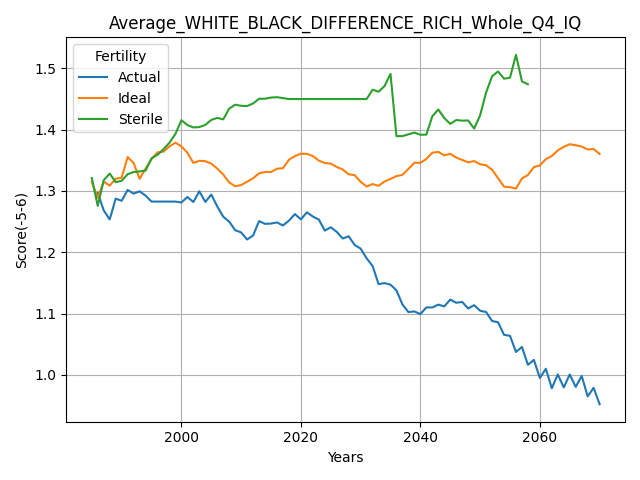 Average_WHITE_BLACK_DIFFERENCE_RICH_Whole_Q4_IQ
Fertility
Actual
Ideal
Sterile
Score(-5-6)
1.5
1.4
1.3
1.2
1.1
1.0
2000 2020 2040 2060
Years